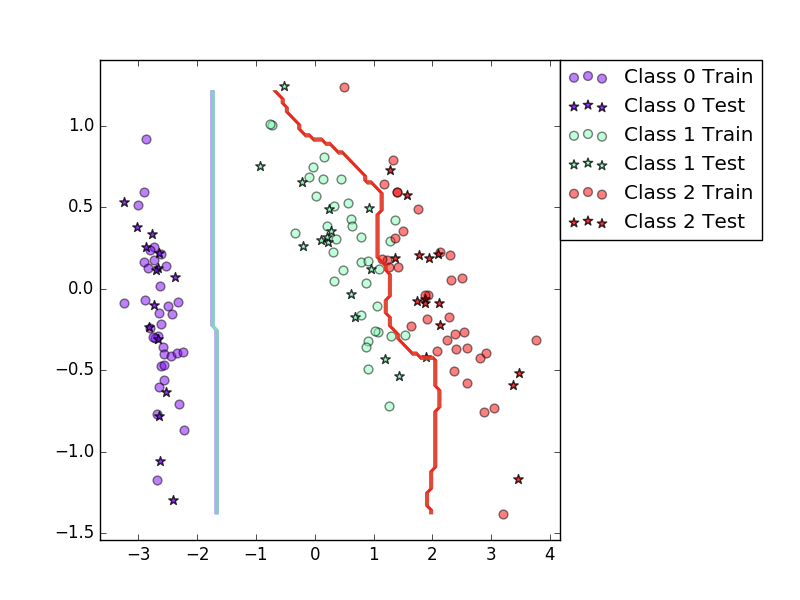 Class 0 Train
Class 0 Test
Class 1 Train
Class 1 Test
Class 2 Train
Class 2 Test
1.0
0.5
0.0
−0.5
−1.0
−1.5
−3 −2 −1 0 1 2 3 4